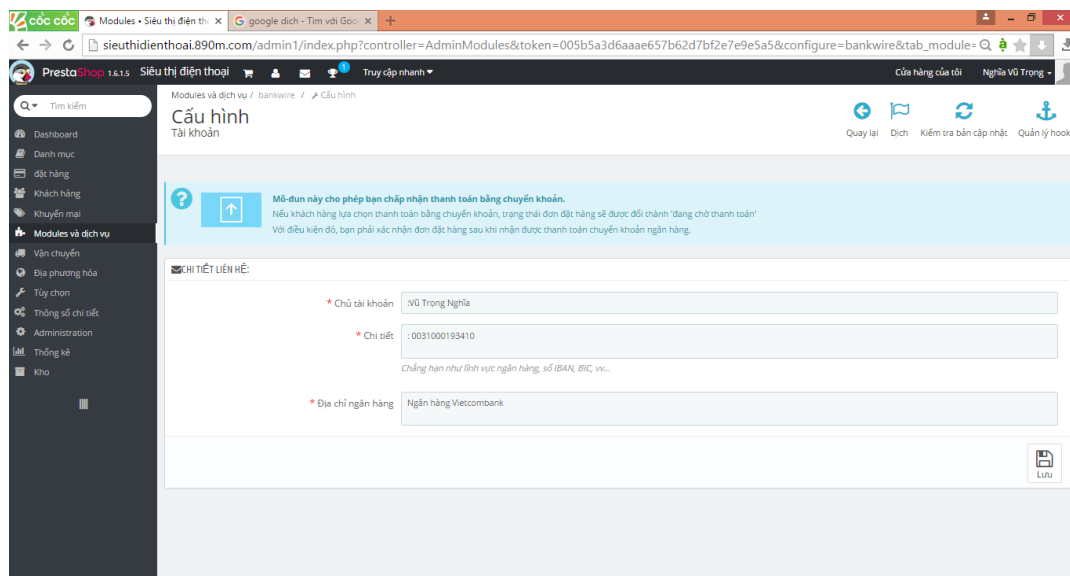 cốc cốc Modules • Siêu thị điện th x google dich - Tìm với Goo x
sieuthidienthoai.890m.com/admin1/index.php?controller=AdminModules&token=005b5a3d6aaae657b62d7bf2e7e9e5a5&configure=bankwire&tab_module=
PrestaShop 1.6.1.5 Siêu thị điện thoại 1 Truy cập nhanh Cửa hàng của tôi Nghĩa Vũ Trọng
Tìm kiếm
Dashboard
Danh mục
đặt hàng
Khách hàng
Khuyến mại
Modules và dịch vụ
Vận chuyển
Địa phương hóa
Tùy chọn
Thông số chi tiết
Administration
Thống kê
Kho
Modules và dịch vụ / bankwire / Cấu hình
Cấu hình
Tài khoản
Quay lại Dịch Kiểm tra bản cập nhật Quản lý hook
Mô-đun này cho phép bạn chấp nhận thanh toán bằng chuyển khoản.
Nếu khách hàng lựa chọn thanh toán bằng chuyển khoản, trạng thái đơn đặt hàng sẽ được đổi thành 'đang chờ thanh toán'
Với điều kiện đó, bạn phải xác nhận đơn đặt hàng sau khi nhận được thanh toán chuyển khoản ngân hàng.
CHI TIẾT LIÊN HỆ:
* Chủ tài khoản :Vũ Trọng Nghĩa
* Chi tiết : 0031000193410
Chẳng hạn như lĩnh vực ngân hàng, số IBAN, BIC, vv...
* Địa chỉ ngân hàng Ngân hàng Vietcombank
Lưu